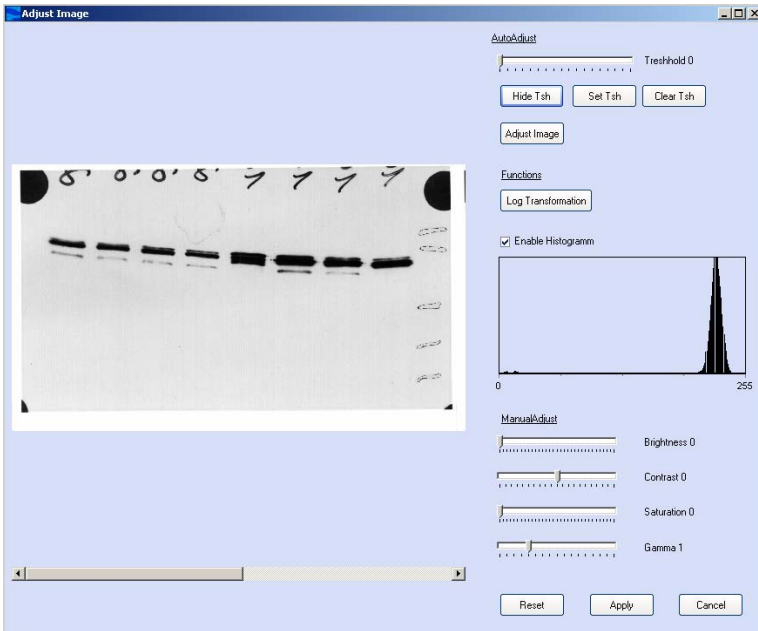 Adjust Image
AutoAdjust
Treshhold 0
Hide Tsh Set Tsh Clear Tsh
Adjust Image
Functions
Log Transformation
Enable Histogramm
0 255
ManualAdjust
Brightness 0
Contrast 0
Saturation 0
Gamma 1
Reset Apply Cancel